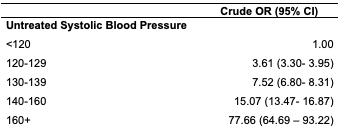 Crude OR (95% CI)
Untreated Systolic Blood Pressure
<120 1.00
120-129 3.61 (3.30- 3.95)
130-139 7.52 (6.80- 8.31)
140-160 15.07 (13.47- 16.87)
160+ 77.66 (64.69 – 93.22)